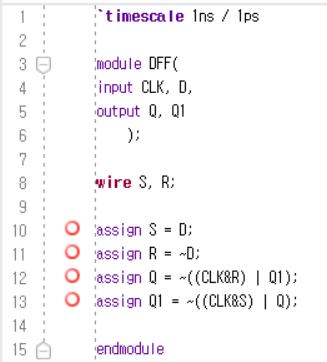 1 `timescale 1ns / 1ps
2
3 module DFF(
4 input CLK, D,
5 output Q, Q1
6 );
7
8 wire S, R;
9
10 assign S = D;
11 assign R = ~D;
12 assign Q = ~((CLK&R) | Q1);
13 assign Q1 = ~((CLK&S) | Q);
14
15 endmodule